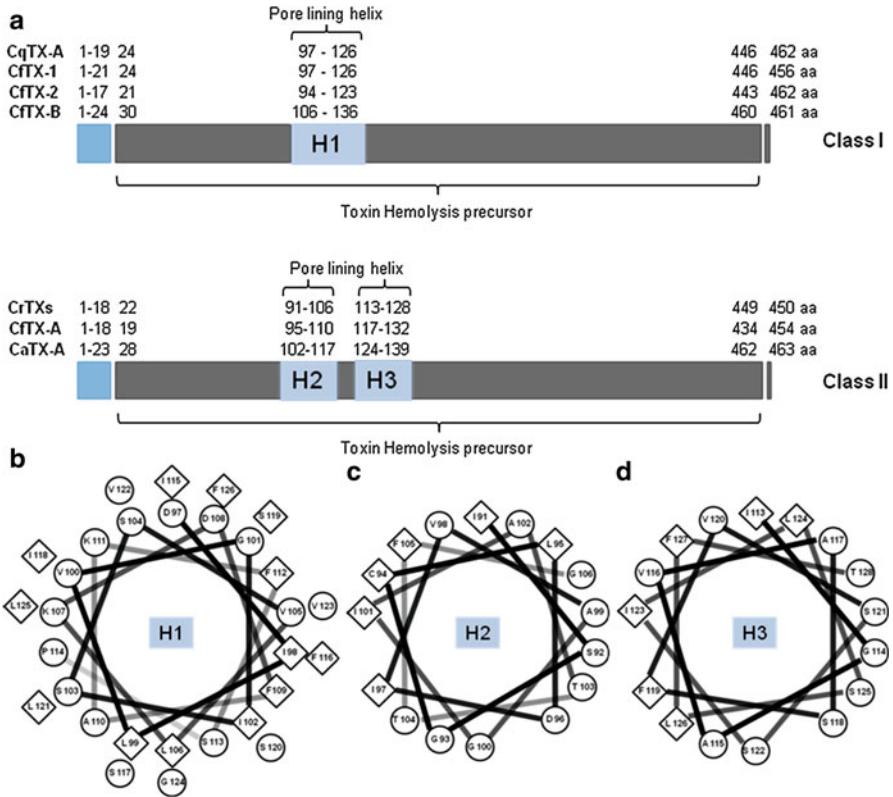 a
Pore lining helix
CqTX-A 1-19 24 97 - 126 446 462 aa
CfTX-1 1-21 24 97 - 126 446 456 aa
CfTX-2 1-17 21 94 - 123 443 462 aa
CfTX-B 1-24 30 106 - 136 460 461 aa
H1
Class I
Toxin Hemolysis precursor
Pore lining helix
CrTXs 1-18 22 91-106 113-128 449 450 aa
CfTX-A 1-18 19 95-110 117-132 434 454 aa
CaTX-A 1-23 28 102-117 124-139 462 463 aa
H2 H3
Class II
Toxin Hemolysis precursor
b
I 115
V 122 F 126
D 97
S 104 D 108 S 119
K 111 G 101
I 118
V 100 F 112
L 125 K 107 V 105 V 123
H1
P 114 I 98 F 116
S 103 F 109
L 121 A 110 I 102
L 99 L 106 S 113
S 120
S 117 G 124
c
I 91
V 98 A 102
F 105 L 95
C 94 G 106
I 101 A 99
H2
S 92
I 97 T 103
T 104 D 96
G 93 G 100
d
I 113
V 120 L 124
F 127 A 117
V 116 T 128
I 123 S 121
H3
G 114
F 119 S 125
L 126 S 118
A 115 S 122